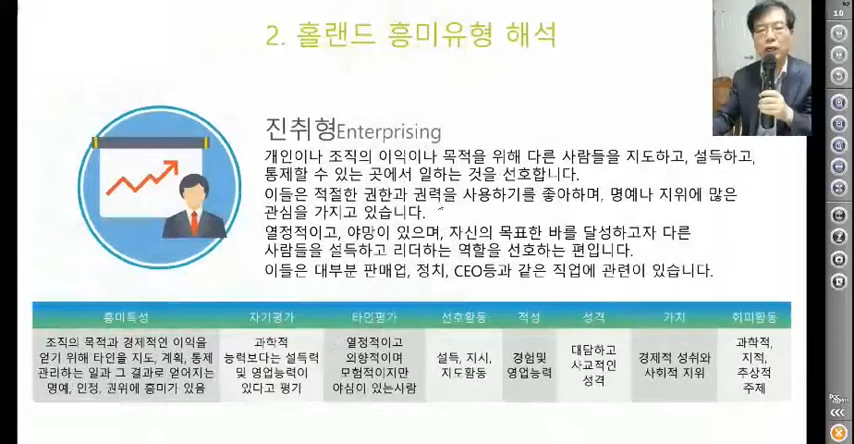 10
2. 홀랜드 흥미유형 해석
진취형Enterprising
개인이나 조직의 이익이나 목적을 위해 다른 사람들을 지도하고, 설득하고,
통제할 수 있는 곳에서 일하는 것을 선호합니다.
이들은 적절한 권한과 권력을 사용하기를 좋아하며, 명예나 지위에 많은
관심을 가지고 있습니다.
열정적이고, 야망이 있으며, 자신의 목표한 바를 달성하고자 다른
사람들을 설득하고 리더하는 역할을 선호하는 편입니다.
이들은 대부분 판매업, 정치, CEO등과 같은 직업에 관련이 있습니다.
흥미특성 자기평가 타인평가 선호활동 적성 성격 가치 회피활동
조직의 목적과 경제적인 이익을
얻기 위해 타인을 지도, 계획, 통제
관리하는 일과 그 결과로 얻어지는
명예, 인정, 권위에 흥미가 있음
과학적
능력보다는 설득력
및 영업능력이
있다고 평가
열정적이고
외향적이며
모험적이지만
야심이 있는사람
설득, 지시,
지도활동
경험및
영업능력
대담하고
사교적인
성격
경제적 성취와
사회적 지위
과학적,
지적,
추상적
주제